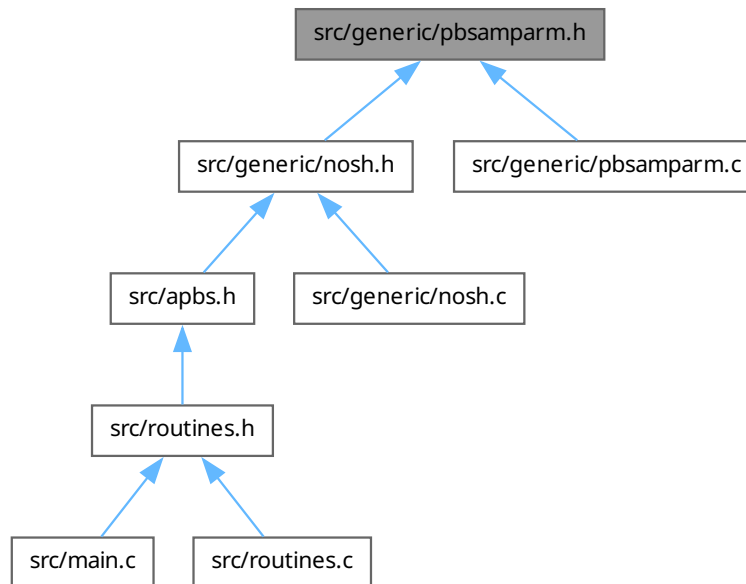 src/generic/pbsamparm.h
src/generic/nosh.h
src/generic/pbsamparm.c
src/apbs.h
src/generic/nosh.c
src/routines.h
src/main.c
src/routines.c